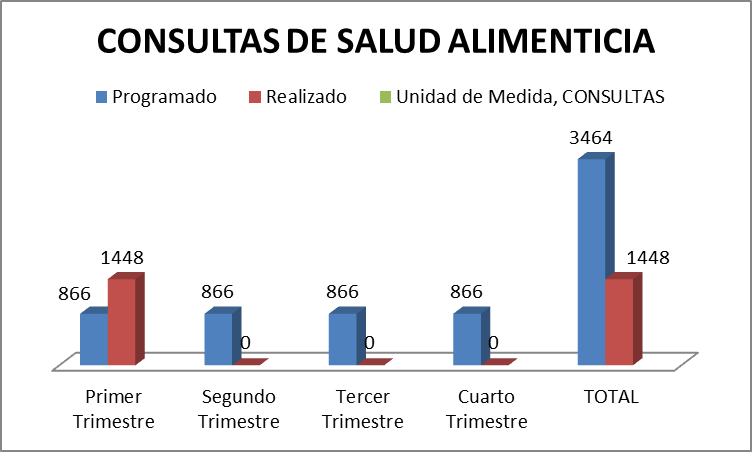 CONSULTAS DE SALUD ALIMENTICIA
Programado Realizado Unidad de Medida, CONSULTAS
3464
1448 1448
866 866 866 866
0 0 0
Primer Segundo Tercer Cuarto TOTAL
Trimestre Trimestre Trimestre Trimestre